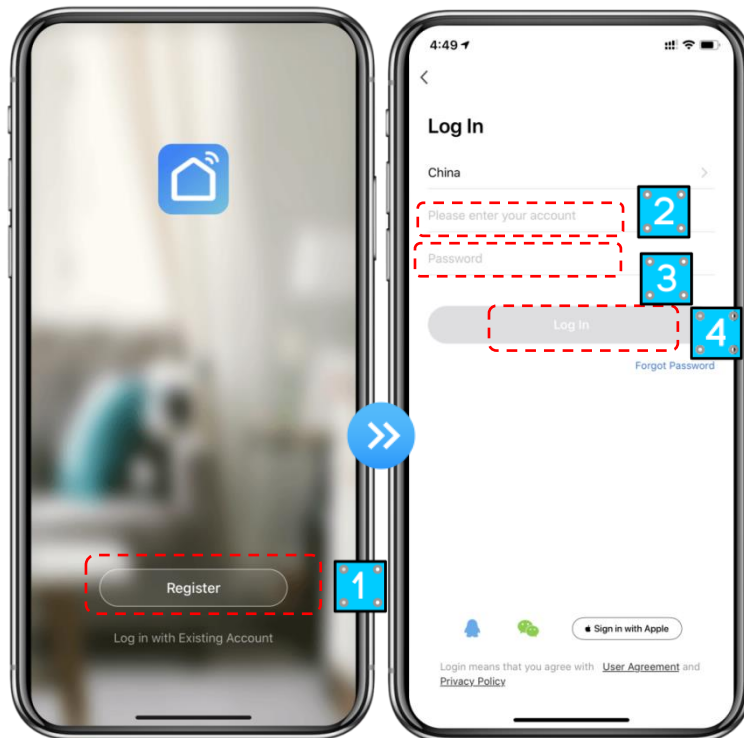 Register
1
Log in with Existing Account
4:49
Log In
China
Please enter your account
2
Password
3
Log In
4
Forgot Password
Sign in with Apple
Login means that you agree with User Agreement and
Privacy Policy